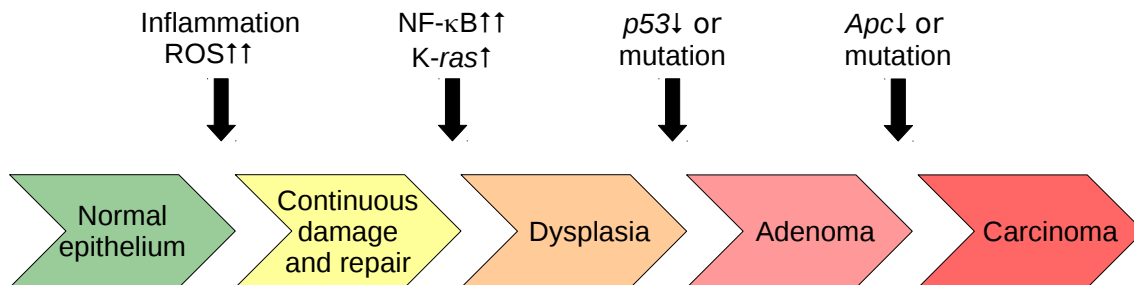 Inflammation
ROS↑↑
NF-κB↑↑
K-ras↑
p53↓ or
mutation
Apc↓ or
mutation
Normal
epithelium
Continuous
damage
and repair
Dysplasia
Adenoma
Carcinoma